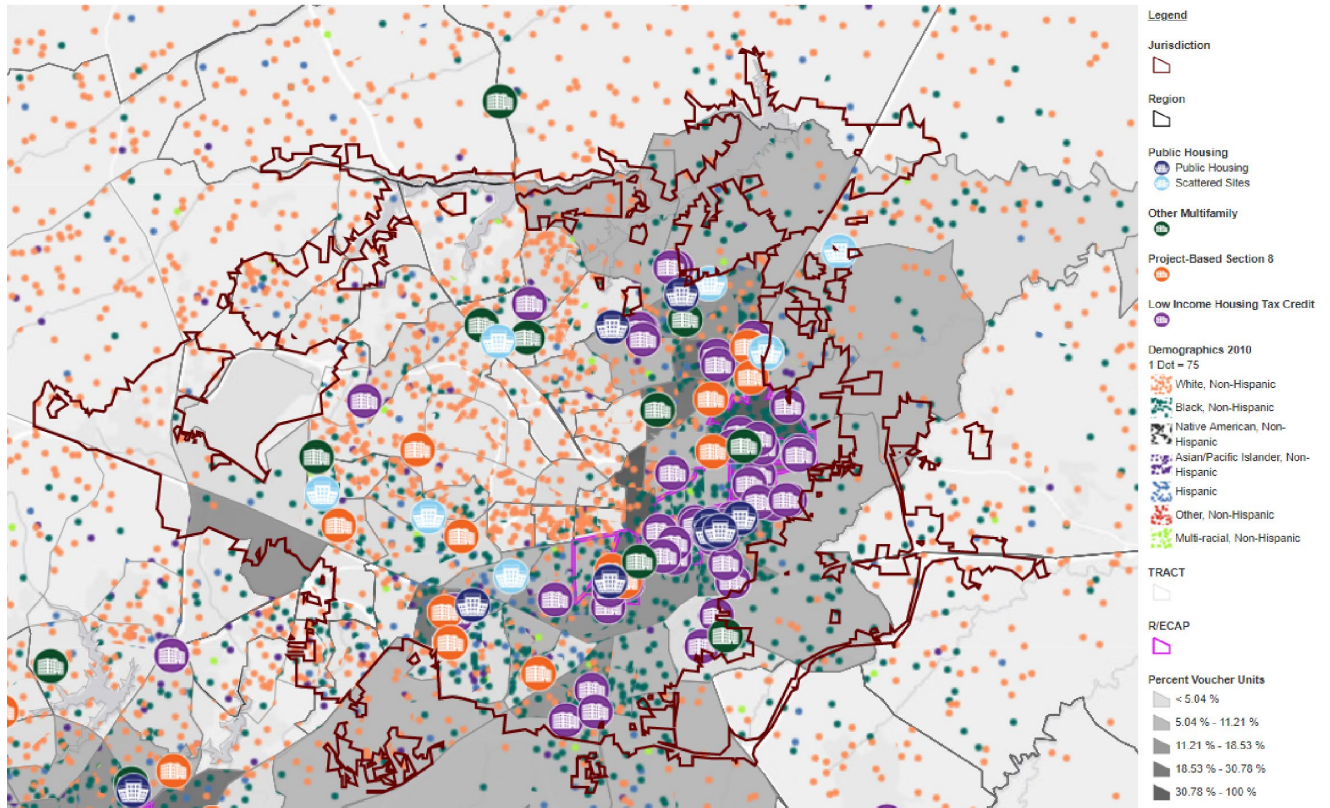 Legend
Jurisdiction
Region
Public Housing
Public Housing
Scattered Sites
Other Multifamily
Project-Based Section 8
Low Income Housing Tax Credit
Demographics 2010
1 Dot = 75
White, Non-Hispanic
Black, Non-Hispanic
Native American, Non-
Hispanic
Asian/Pacific Islander, Non-
Hispanic
Hispanic
Other, Non-Hispanic
Multi-racial, Non-Hispanic
TRACT
R/ECAP
Percent Voucher Units
< 5.04 %
5.04 % - 11.21 %
11.21 % - 18.53 %
18.53 % - 30.78 %
30.78 % - 100 %